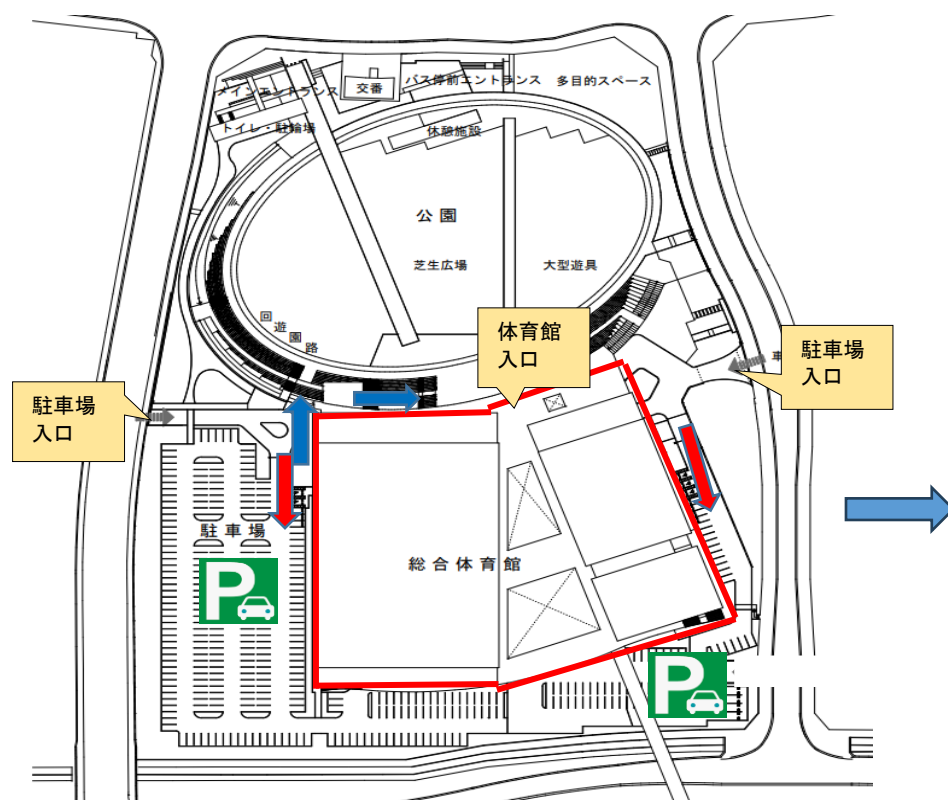 メインエントランス
交番
バス停前エントランス
多目的スペース
トイレ・駐輪場
休憩施設
公園
芝生広場
大型遊具
回遊園路
体育館
入口
駐車場
入口
車
駐車場
入口
駐車場
総合体育館
P
P